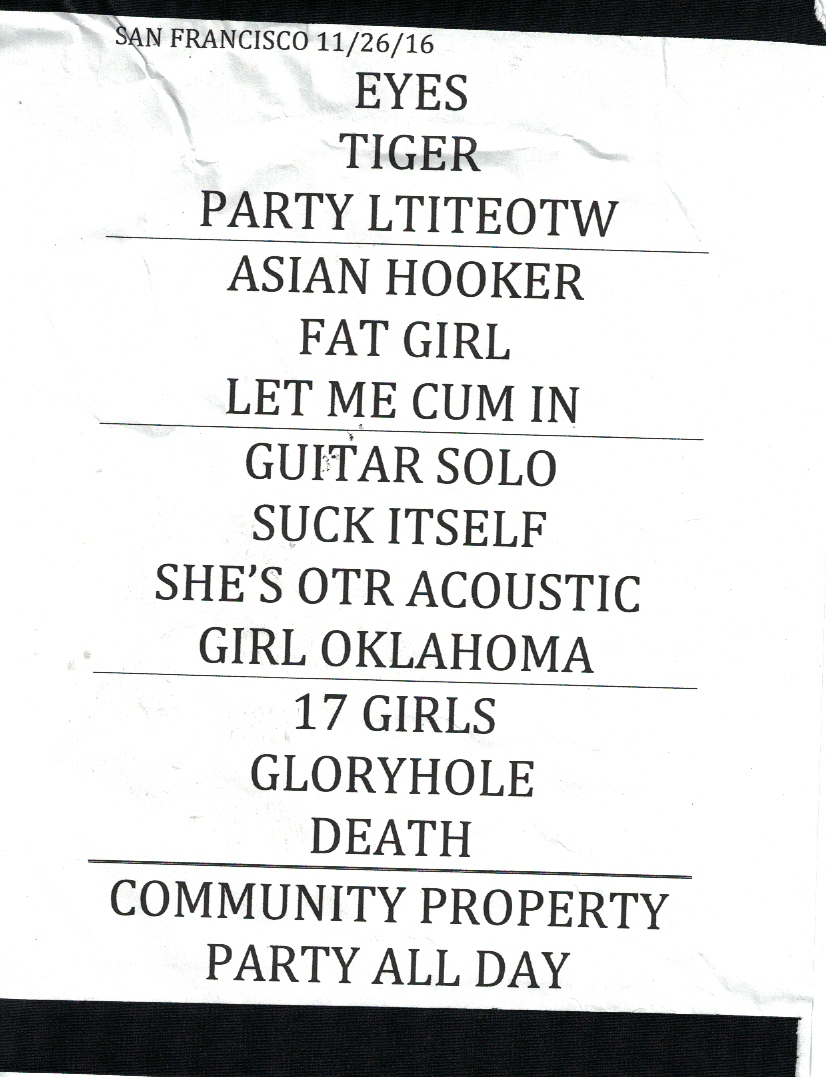 SAN FRANCISCO 11/26/16
EYES
TIGER
PARTY LTITEOTW
ASIAN HOOKER
FAT GIRL
LET ME CUM IN
GUITAR SOLO
SUCK ITSELF
SHE'S OTR ACOUSTIC
GIRL OKLAHOMA
17 GIRLS
GLORYHOLE
DEATH
COMMUNITY PROPERTY
PARTY ALL DAY